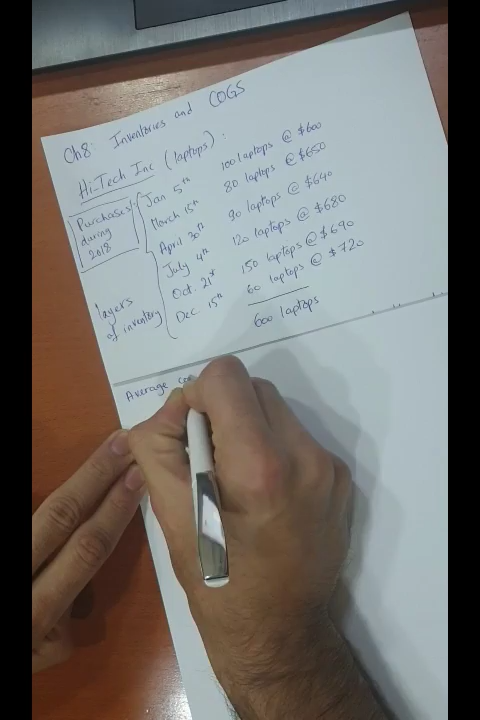 Ch8: Inventories and COGS
Hi-Tech Inc (laptops):
Purchases during 2018
Jan 5th 100 laptops @ $600
March 15th 80 laptops @ $650
April 30th 90 laptops @ $640
July 4th 120 laptops @ $680
Oct. 21st 150 laptops @ $690
Dec 15th 60 laptops @ $720
600 laptops
layers of inventory
Average